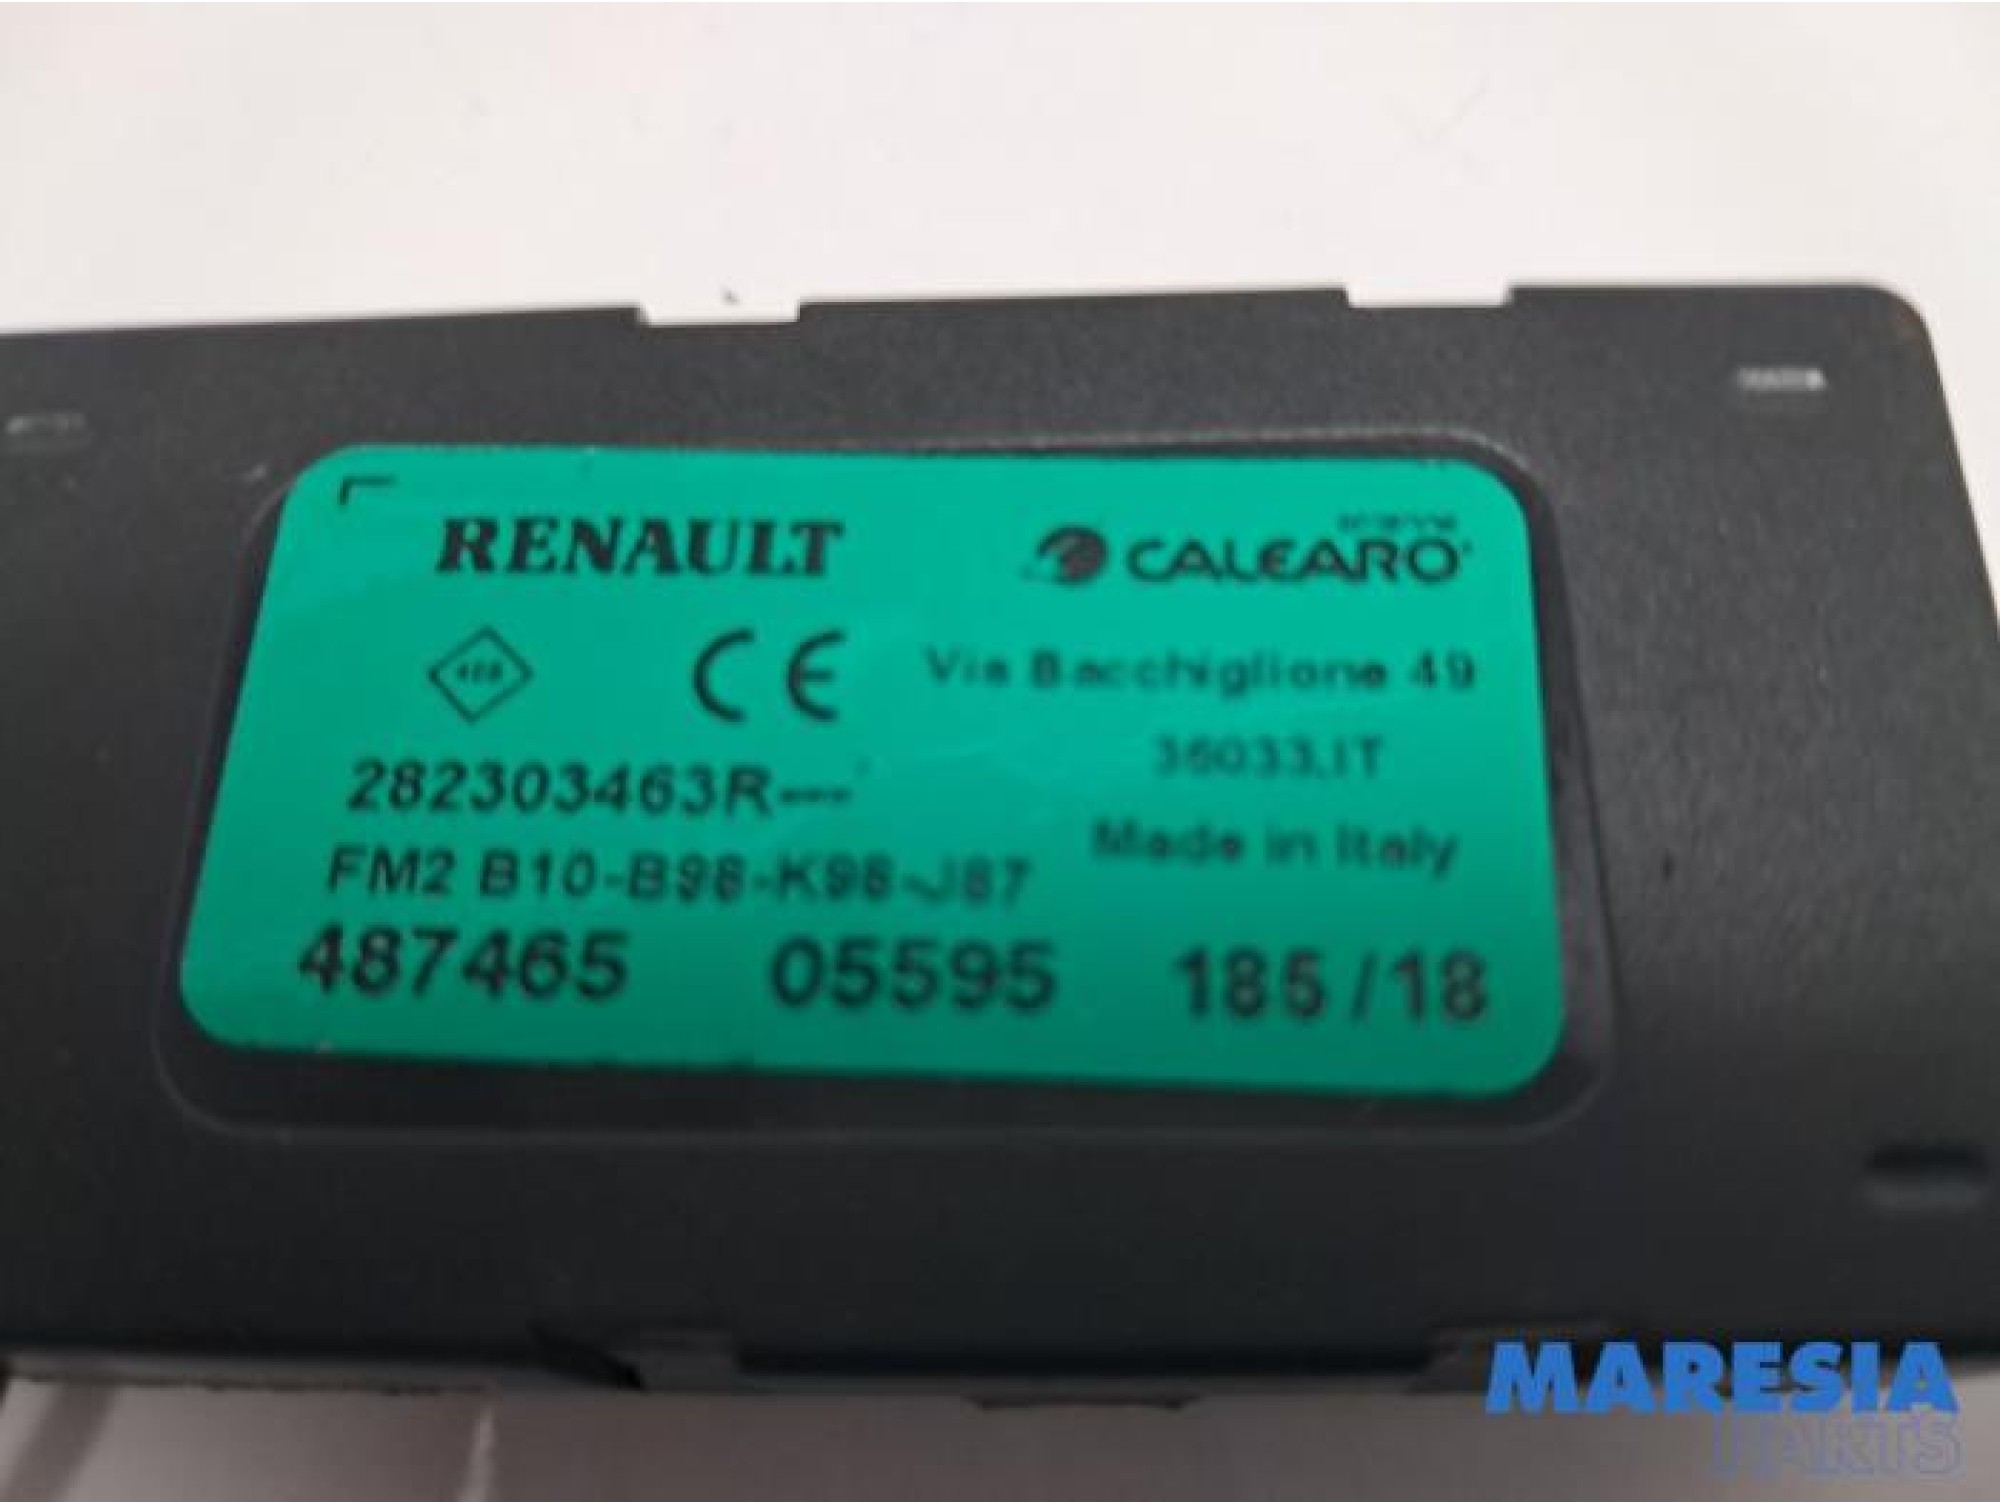 RENAULT
CALEARO
CE
Via Bacchiglione 49
282303463R---
36033,IT
FM2 B10-B98-K98-J87
Made in Italy
487465 05595 185/18
MARESIA
PARTS